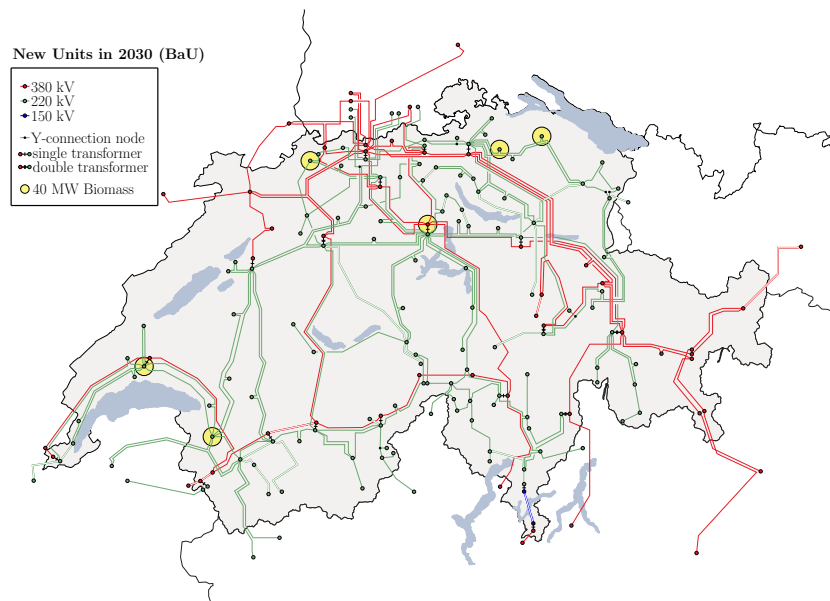 New Units in 2030 (BaU)
380 kV
220 kV
150 kV
Y-connection node
single transformer
double transformer
40 MW Biomass